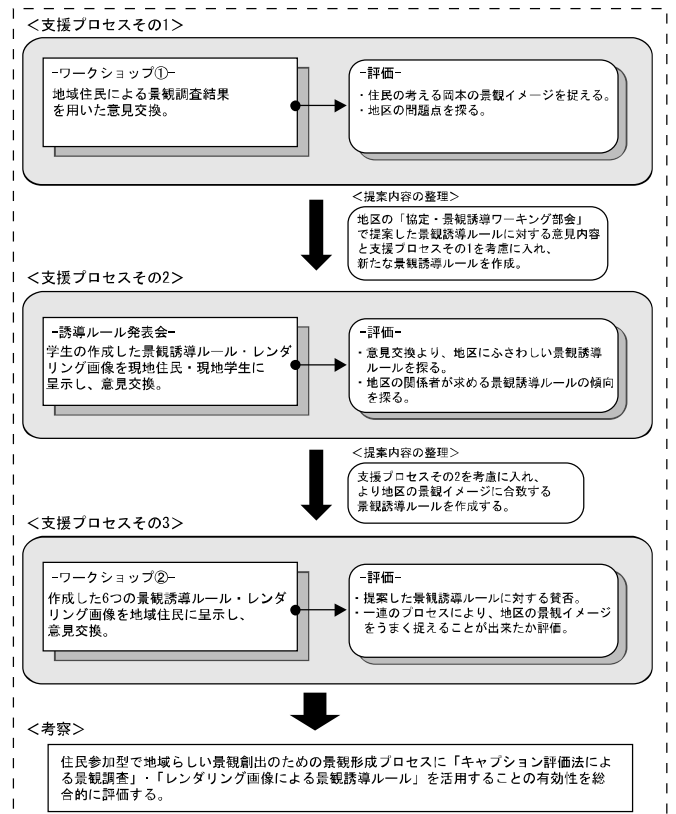 ＜支援プロセスその1＞
-ワークショップ①-
地域住民による景観調査結果
を用いた意見交換。
-評価-
・住民の考える岡本の景観イメージを捉える。
・地区の問題点を探る。
＜提案内容の整理＞
地区の「協定・景観誘導ワーキング部会」
で提案した景観誘導ルールに対する意見内容
と支援プロセスその1を考慮に入れ、
新たな景観誘導ルールを作成。
＜支援プロセスその2＞
-誘導ルール発表会-
学生の作成した景観誘導ルール・レンダ
リング画像を現地住民・現地学生に
呈示し、意見交換。
-評価-
・意見交換より、地区にふさわしい景観誘導
ルールを探る。
・地区の関係者が求める景観誘導ルールの傾向
を探る。
＜提案内容の整理＞
支援プロセスその2を考慮に入れ、
より地区の景観イメージに合致する
景観誘導ルールを作成する。
＜支援プロセスその3＞
-ワークショップ②-
作成した6つの景観誘導ルール・レンダ
リング画像を地域住民に呈示し、
意見交換。
-評価-
・提案した景観誘導ルールに対する賛否。
・一連のプロセスにより、地区の景観イメージ
をうまく捉えることが出来たか評価。
＜考察＞
住民参加型で地域らしい景観創出のための景観形成プロセスに「キャプション評価法によ
る景観調査」・「レンダリング画像による景観誘導ルール」を活用することの有効性を総
合的に評価する。